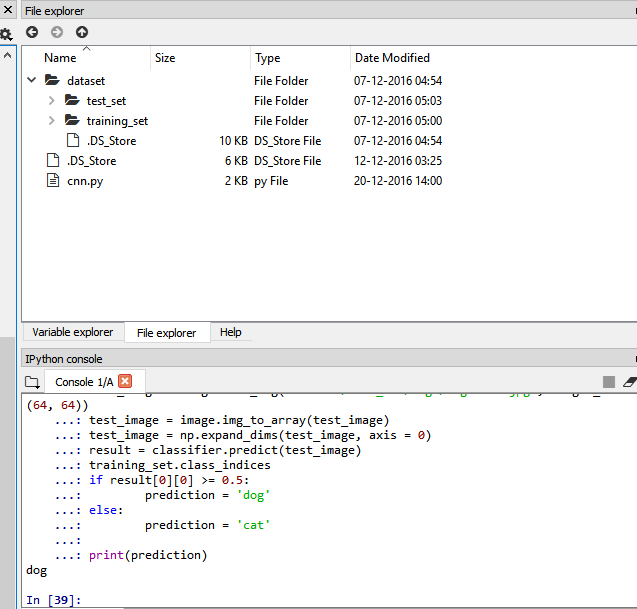 File explorer
Name Size Type Date Modified
dataset File Folder 07-12-2016 04:54
test_set File Folder 07-12-2016 05:03
training_set File Folder 07-12-2016 05:00
.DS_Store 10 KB DS_Store File 07-12-2016 04:54
.DS_Store 6 KB DS_Store File 12-12-2016 03:25
cnn.py 2 KB py File 20-12-2016 14:00
Variable explorer File explorer Help
IPython console
Console 1/A
(64, 64))
...: test_image = image.img_to_array(test_image)
...: test_image = np.expand_dims(test_image, axis = 0)
...: result = classifier.predict(test_image)
...: training_set.class_indices
...: if result[0][0] >= 0.5:
...: prediction = 'dog'
...: else:
...: prediction = 'cat'
...:
...: print(prediction)
dog
In [39]: